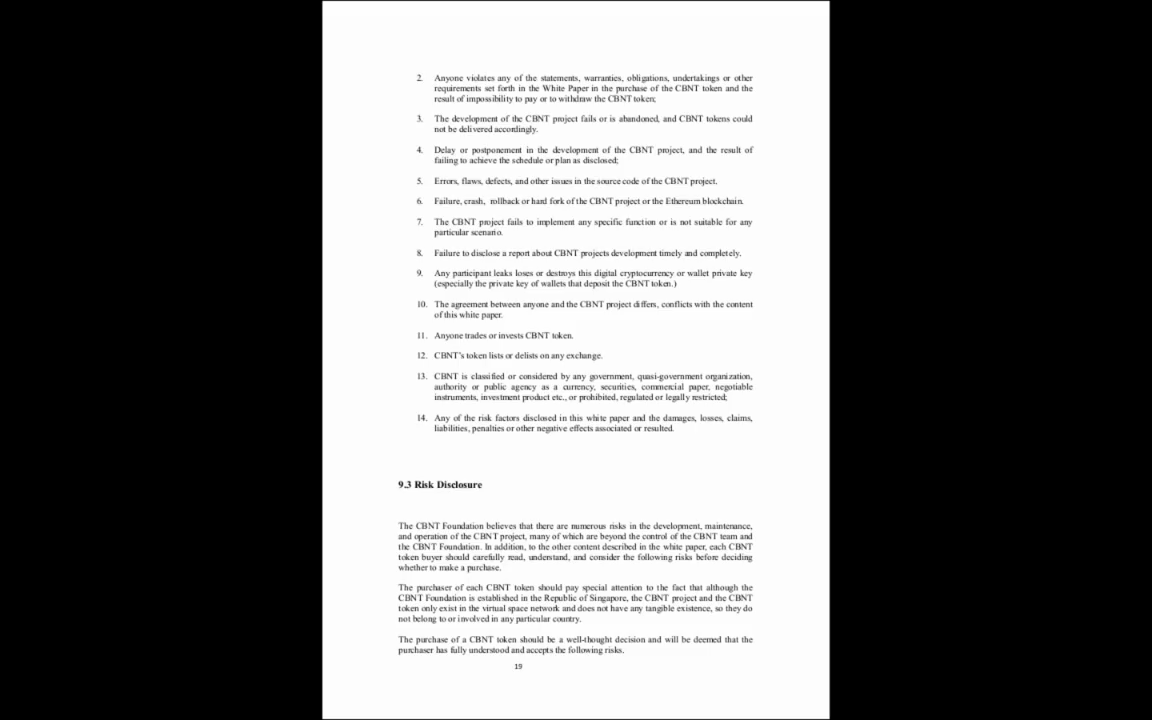 2. Anyone violates any of the statements, warranties, obligations, undertakings or other
requirements set forth in the White Paper in the purchase of the CBNT token and the
result of impossibility to pay or to withdraw the CBNT token;
3. The development of the CBNT project fails or is abandoned, and CBNT tokens could
not be delivered accordingly.
4. Delay or postponement in the development of the CBNT project, and the result of
failing to achieve the schedule or plan as disclosed;
5. Errors, flaws, defects, and other issues in the source code of the CBNT project.
6. Failure, crash, rollback or hard fork of the CBNT project or the Ethereum blockchain.
7. The CBNT project fails to implement any specific function or is not suitable for any
particular scenario.
8. Failure to disclose a report about CBNT projects development timely and completely.
9. Any participant leaks loses or destroys this digital cryptocurrency or wallet private key
(especially the private key of wallets that deposit the CBNT token.)
10. The agreement between anyone and the CBNT project differs, conflicts with the content
of this white paper.
11. Anyone trades or invests CBNT token.
12. CBNT's token lists or delists on any exchange.
13. CBNT is classified or considered by any government, quasi-government organization,
authority or public agency as a currency, securities, commercial paper, negotiable
instruments, investment product etc., or prohibited, regulated or legally restricted;
14. Any of the risk factors disclosed in this white paper and the damages, losses, claims,
liabilities, penalties or other negative effects associated or resulted.
9.3 Risk Disclosure
The CBNT Foundation believes that there are numerous risks in the development, maintenance,
and operation of the CBNT project, many of which are beyond the control of the CBNT team and
the CBNT Foundation. In addition, to the other content described in the white paper, each CBNT
token buyer should carefully read, understand, and consider the following risks before deciding
whether to make a purchase.
The purchaser of each CBNT token should pay special attention to the fact that although the
CBNT Foundation is established in the Republic of Singapore, the CBNT project and the CBNT
token only exist in the virtual space network and does not have any tangible existence, so they do
not belong to or involved in any particular country.
The purchase of a CBNT token should be a well-thought decision and will be deemed that the
purchaser has fully understood and accepts the following risks.
19